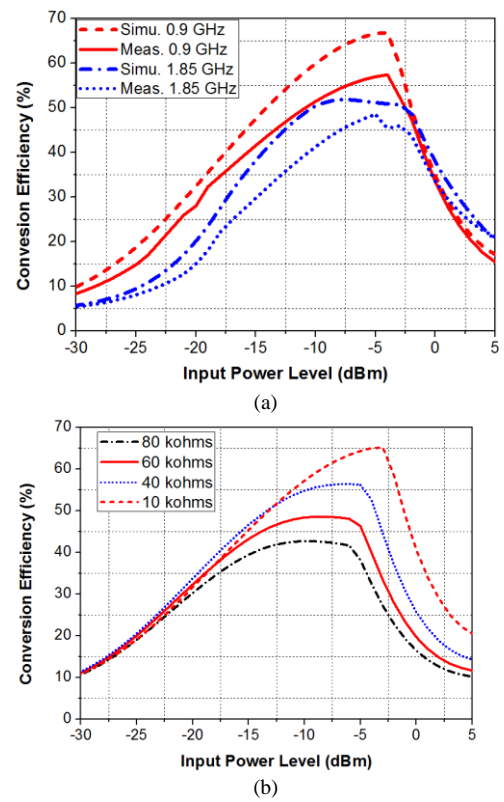 70
60
50
40
30
20
10
0
Convesion Efficiency (%)
Simu. 0.9 GHz
Meas. 0.9 GHz
Simu. 1.85 GHz
Meas. 1.85 GHz
-30 -25 -20 -15 -10 -5 0 5
Input Power Level (dBm)
(a)
70
60
50
40
30
20
10
0
Conversion Efficiency (%)
80 kohms
60 kohms
40 kohms
10 kohms
-30 -25 -20 -15 -10 -5 0 5
Input Power Level (dBm)
(b)